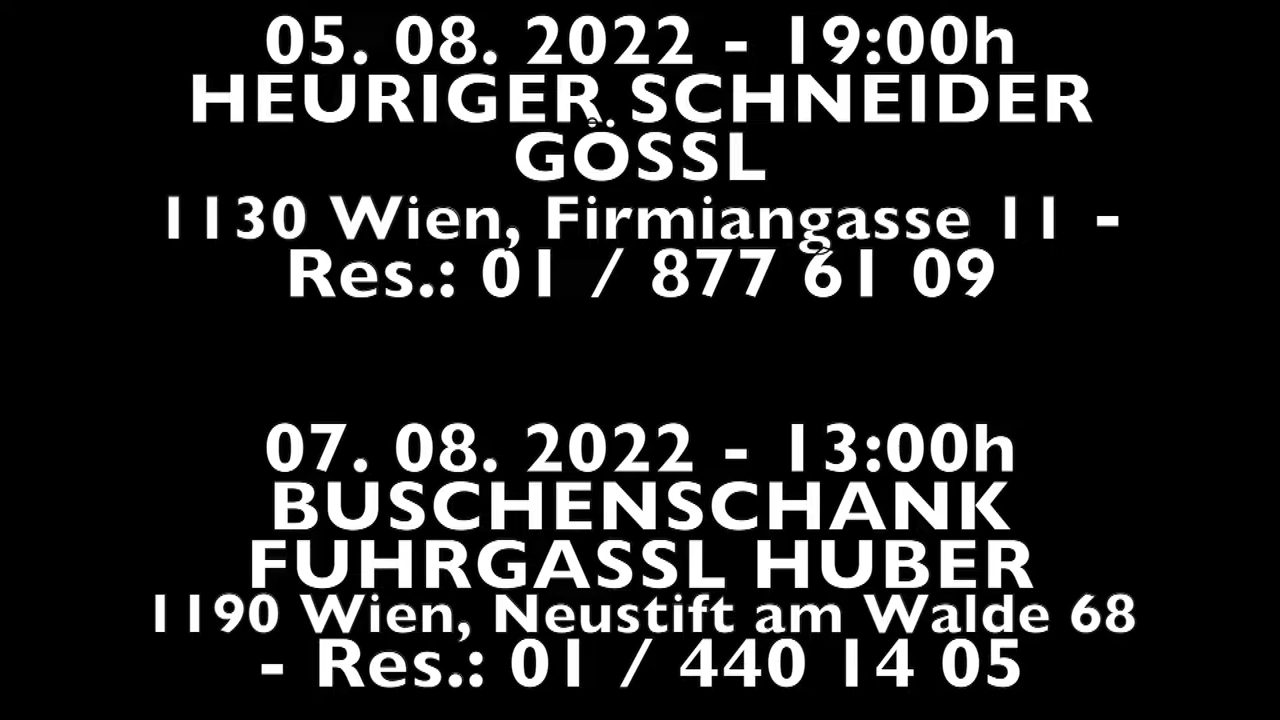 05. 08. 2022 - 19:00h
HEURIGER SCHNEIDER
GÖSSL
1130 Wien, Firmiangasse 11 -
Res.: 01 / 877 61 09
07. 08. 2022 - 13:00h
BUSCHENSCHANK
FUHRGASSL HUBER
1190 Wien, Neustift am Walde 68
- Res.: 01 / 440 14 05